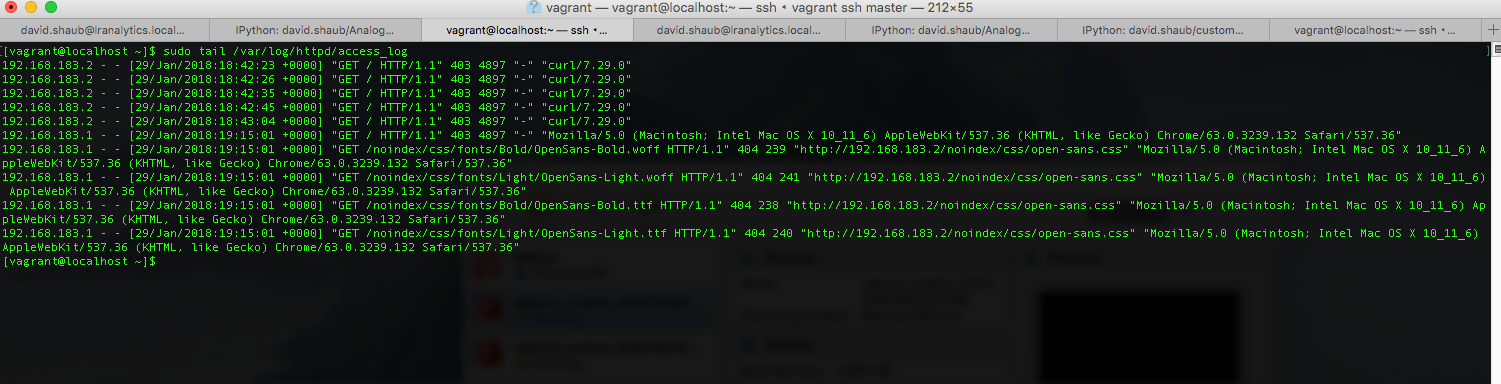 vagrant — vagrant@localhost:~ — ssh ◂ vagrant ssh master — 212×55
david.shaub@lranalytics.local... IPython: david.shaub/Analog... vagrant@localhost:~ — ssh ◂... david.shaub@lranalytics.local... IPython: david.shaub/Analog... IPython: david.shaub/custom... vagrant@localhost:~ — ssh ◂... +
[[vagrant@localhost ~]$ sudo tail /var/log/httpd/access_log ]
192.168.183.2 - - [29/Jan/2018:18:42:23 +0000] "GET / HTTP/1.1" 403 4897 "-" "curl/7.29.0"
192.168.183.2 - - [29/Jan/2018:18:42:26 +0000] "GET / HTTP/1.1" 403 4897 "-" "curl/7.29.0"
192.168.183.2 - - [29/Jan/2018:18:42:35 +0000] "GET / HTTP/1.1" 403 4897 "-" "curl/7.29.0"
192.168.183.2 - - [29/Jan/2018:18:42:45 +0000] "GET / HTTP/1.1" 403 4897 "-" "curl/7.29.0"
192.168.183.2 - - [29/Jan/2018:18:43:04 +0000] "GET / HTTP/1.1" 403 4897 "-" "curl/7.29.0"
192.168.183.1 - - [29/Jan/2018:19:15:01 +0000] "GET / HTTP/1.1" 403 4897 "-" "Mozilla/5.0 (Macintosh; Intel Mac OS X 10_11_6) AppleWebKit/537.36 (KHTML, like Gecko) Chrome/63.0.3239.132 Safari/537.36"
192.168.183.1 - - [29/Jan/2018:19:15:01 +0000] "GET /noindex/css/fonts/Bold/OpenSans-Bold.woff HTTP/1.1" 404 239 "http://192.168.183.2/noindex/css/open-sans.css" "Mozilla/5.0 (Macintosh; Intel Mac OS X 10_11_6) A
ppleWebKit/537.36 (KHTML, like Gecko) Chrome/63.0.3239.132 Safari/537.36"
192.168.183.1 - - [29/Jan/2018:19:15:01 +0000] "GET /noindex/css/fonts/Light/OpenSans-Light.woff HTTP/1.1" 404 241 "http://192.168.183.2/noindex/css/open-sans.css" "Mozilla/5.0 (Macintosh; Intel Mac OS X 10_11_6)
 AppleWebKit/537.36 (KHTML, like Gecko) Chrome/63.0.3239.132 Safari/537.36"
192.168.183.1 - - [29/Jan/2018:19:15:01 +0000] "GET /noindex/css/fonts/Bold/OpenSans-Bold.ttf HTTP/1.1" 404 238 "http://192.168.183.2/noindex/css/open-sans.css" "Mozilla/5.0 (Macintosh; Intel Mac OS X 10_11_6) Ap
pleWebKit/537.36 (KHTML, like Gecko) Chrome/63.0.3239.132 Safari/537.36"
192.168.183.1 - - [29/Jan/2018:19:15:01 +0000] "GET /noindex/css/fonts/Light/OpenSans-Light.ttf HTTP/1.1" 404 240 "http://192.168.183.2/noindex/css/open-sans.css" "Mozilla/5.0 (Macintosh; Intel Mac OS X 10_11_6)
AppleWebKit/537.36 (KHTML, like Gecko) Chrome/63.0.3239.132 Safari/537.36"
[vagrant@localhost ~]$